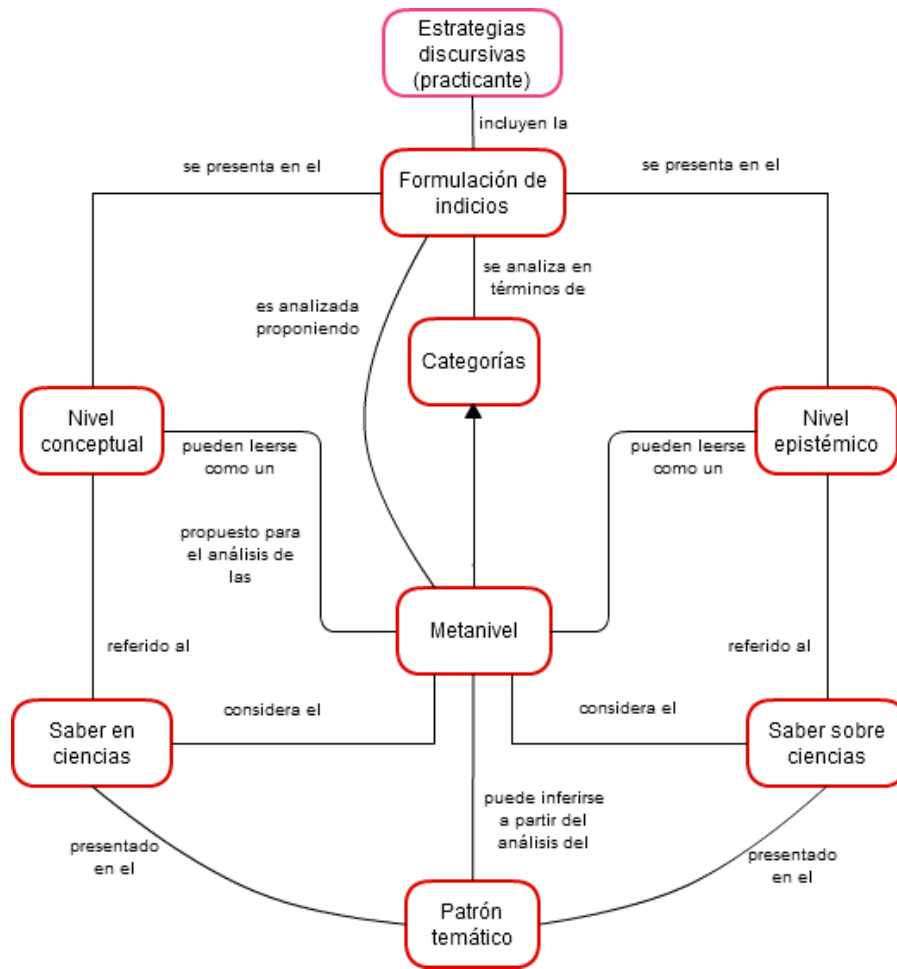 Estrategias
discursivas
(practicante)
incluyen la
se presenta en el
Formulación de
indicios
se presenta en el
es analizada
proponiendo
se analiza en
términos de
Categorías
Nivel
conceptual
Nivel
epistémico
pueden leerse
como un
pueden leerse
como un
propuesto para
el análisis de
las
Metanivel
referido al
referido al
considera el
considera el
Saber en
ciencias
Saber sobre
ciencias
puede inferirse
a partir del
análisis del
presentado
en el
presentado
en el
Patrón
temático